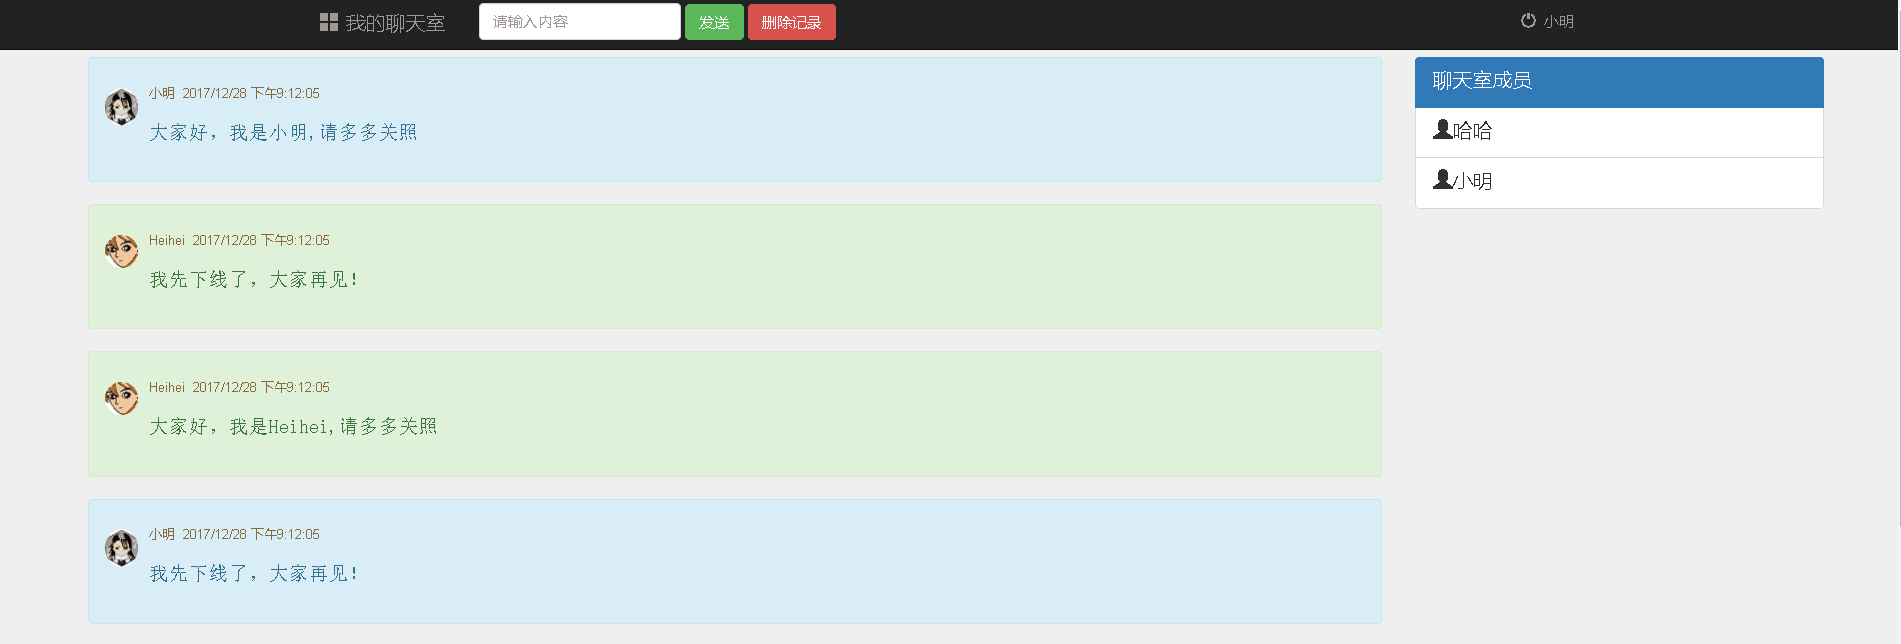 我的聊天室 请输入内容 发送 删除记录 小明
小明 2017/12/28 下午9:12:05
大家好，我是小明,请多多关照
Heihei 2017/12/28 下午9:12:05
我先下线了，大家再见！
Heihei 2017/12/28 下午9:12:05
大家好，我是Heihei,请多多关照
小明 2017/12/28 下午9:12:05
我先下线了，大家再见！
聊天室成员
哈哈
小明